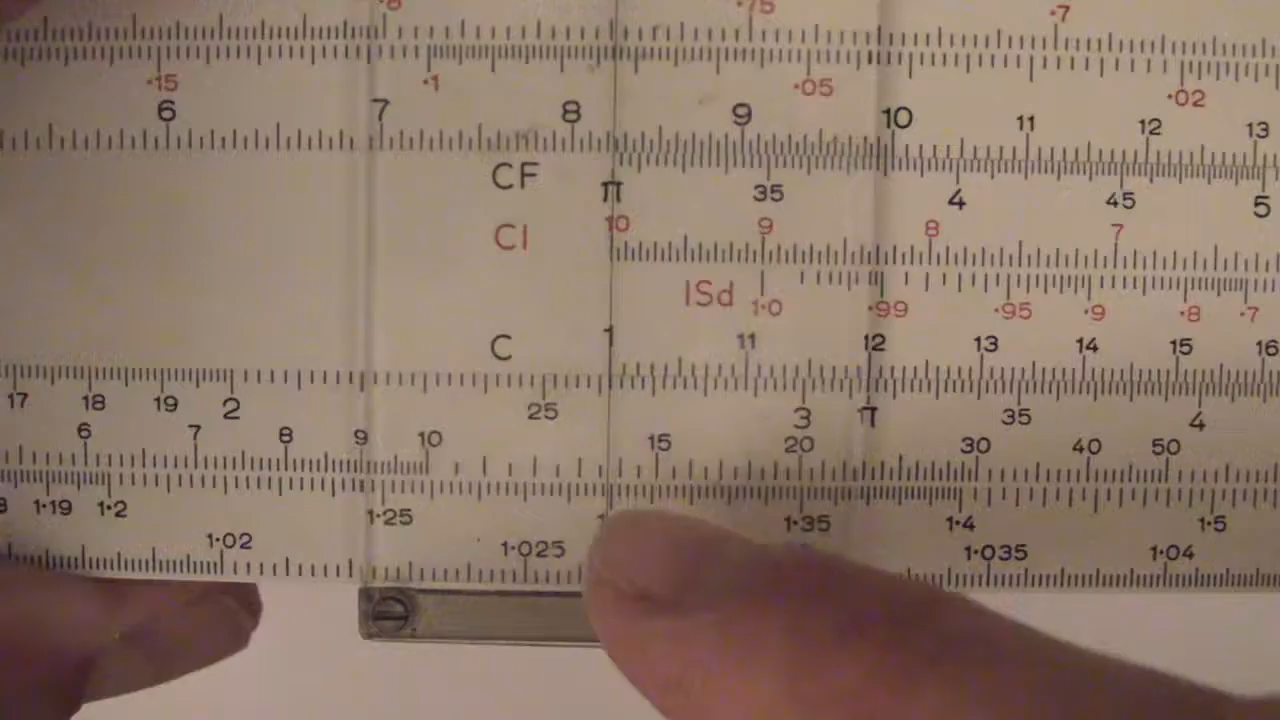 ·8 ·75 ·7
·15 ·1 ·05 ·02
6 7 8 9 10 11 12 13
CF π 35 4 45 5
CI 10 9 8 7
ISd 1·0 ·99 ·95 ·9 ·8 ·7
C 1 11 12 13 14 15 16
17 18 19 2 25 3 π 35 4
6 7 8 9 10 15 20 30 40 50
1·19 1·2 1·25 1·35 1·4 1·5
1·02 1·025 1·035 1·04